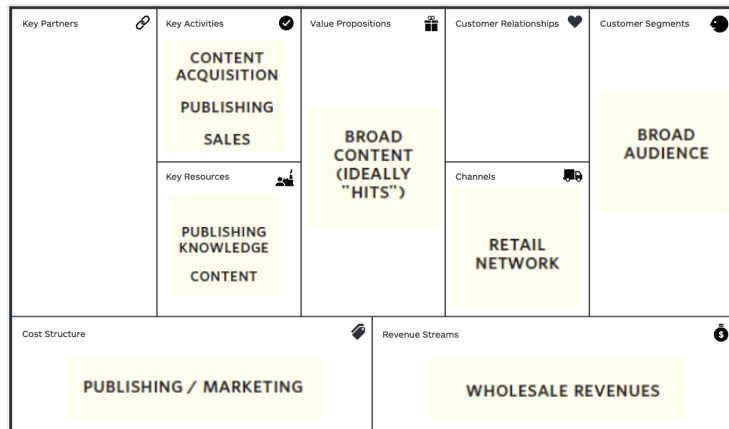 Key Partners
Key Activities
CONTENT
ACQUISITION
PUBLISHING
SALES
Key Resources
PUBLISHING
KNOWLEDGE
CONTENT
Value Propositions
BROAD
CONTENT
(IDEALLY
"HITS")
Customer Relationships
Channels
RETAIL
NETWORK
Customer Segments
BROAD
AUDIENCE
Cost Structure
PUBLISHING / MARKETING
Revenue Streams
$
WHOLESALE REVENUES